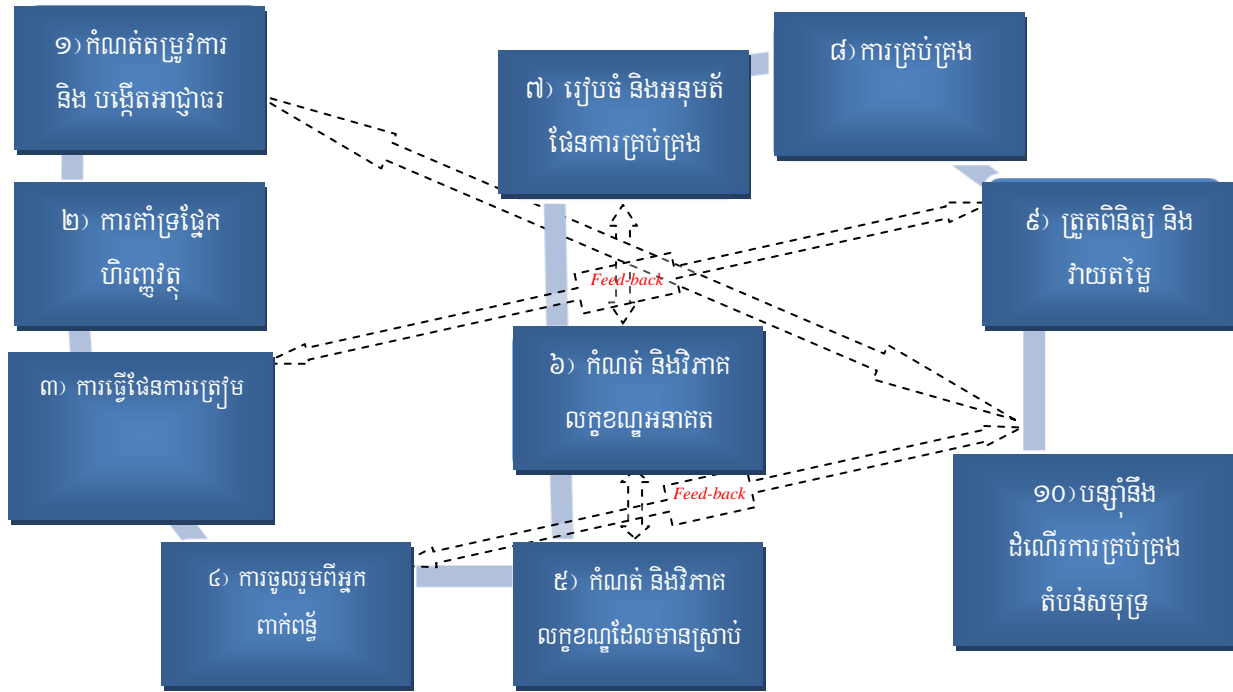 ១) កំណត់តម្រូវការ
និង បង្កើតអាជ្ញាធរ
២) ការគាំទ្រផ្នែក
ហិរញ្ញវត្ថុ
៣) ការធ្វើផែនការត្រៀម
៤) ការចូលរួមពីអ្នក
ពាក់ពន្ធ័
៥) កំណត់ និងវិភាគ
លក្ខខណ្ឌដែលមានស្រាប់
៦) កំណត់ និងវិភាគ
លក្ខខណ្ឌអនាគត
៧) រៀបចំ និងអនុមត័
ផែនការគ្រប់គ្រង
៨) ការគ្រប់គ្រង
៩) ត្រួតពិនិត្យ និង
វាយតម្លៃ
១០) បន្ស៊ាំនឹង
ដំណើរការគ្រប់គ្រង
តំបន់សមុទ្រ
Feed-back
Feed-back